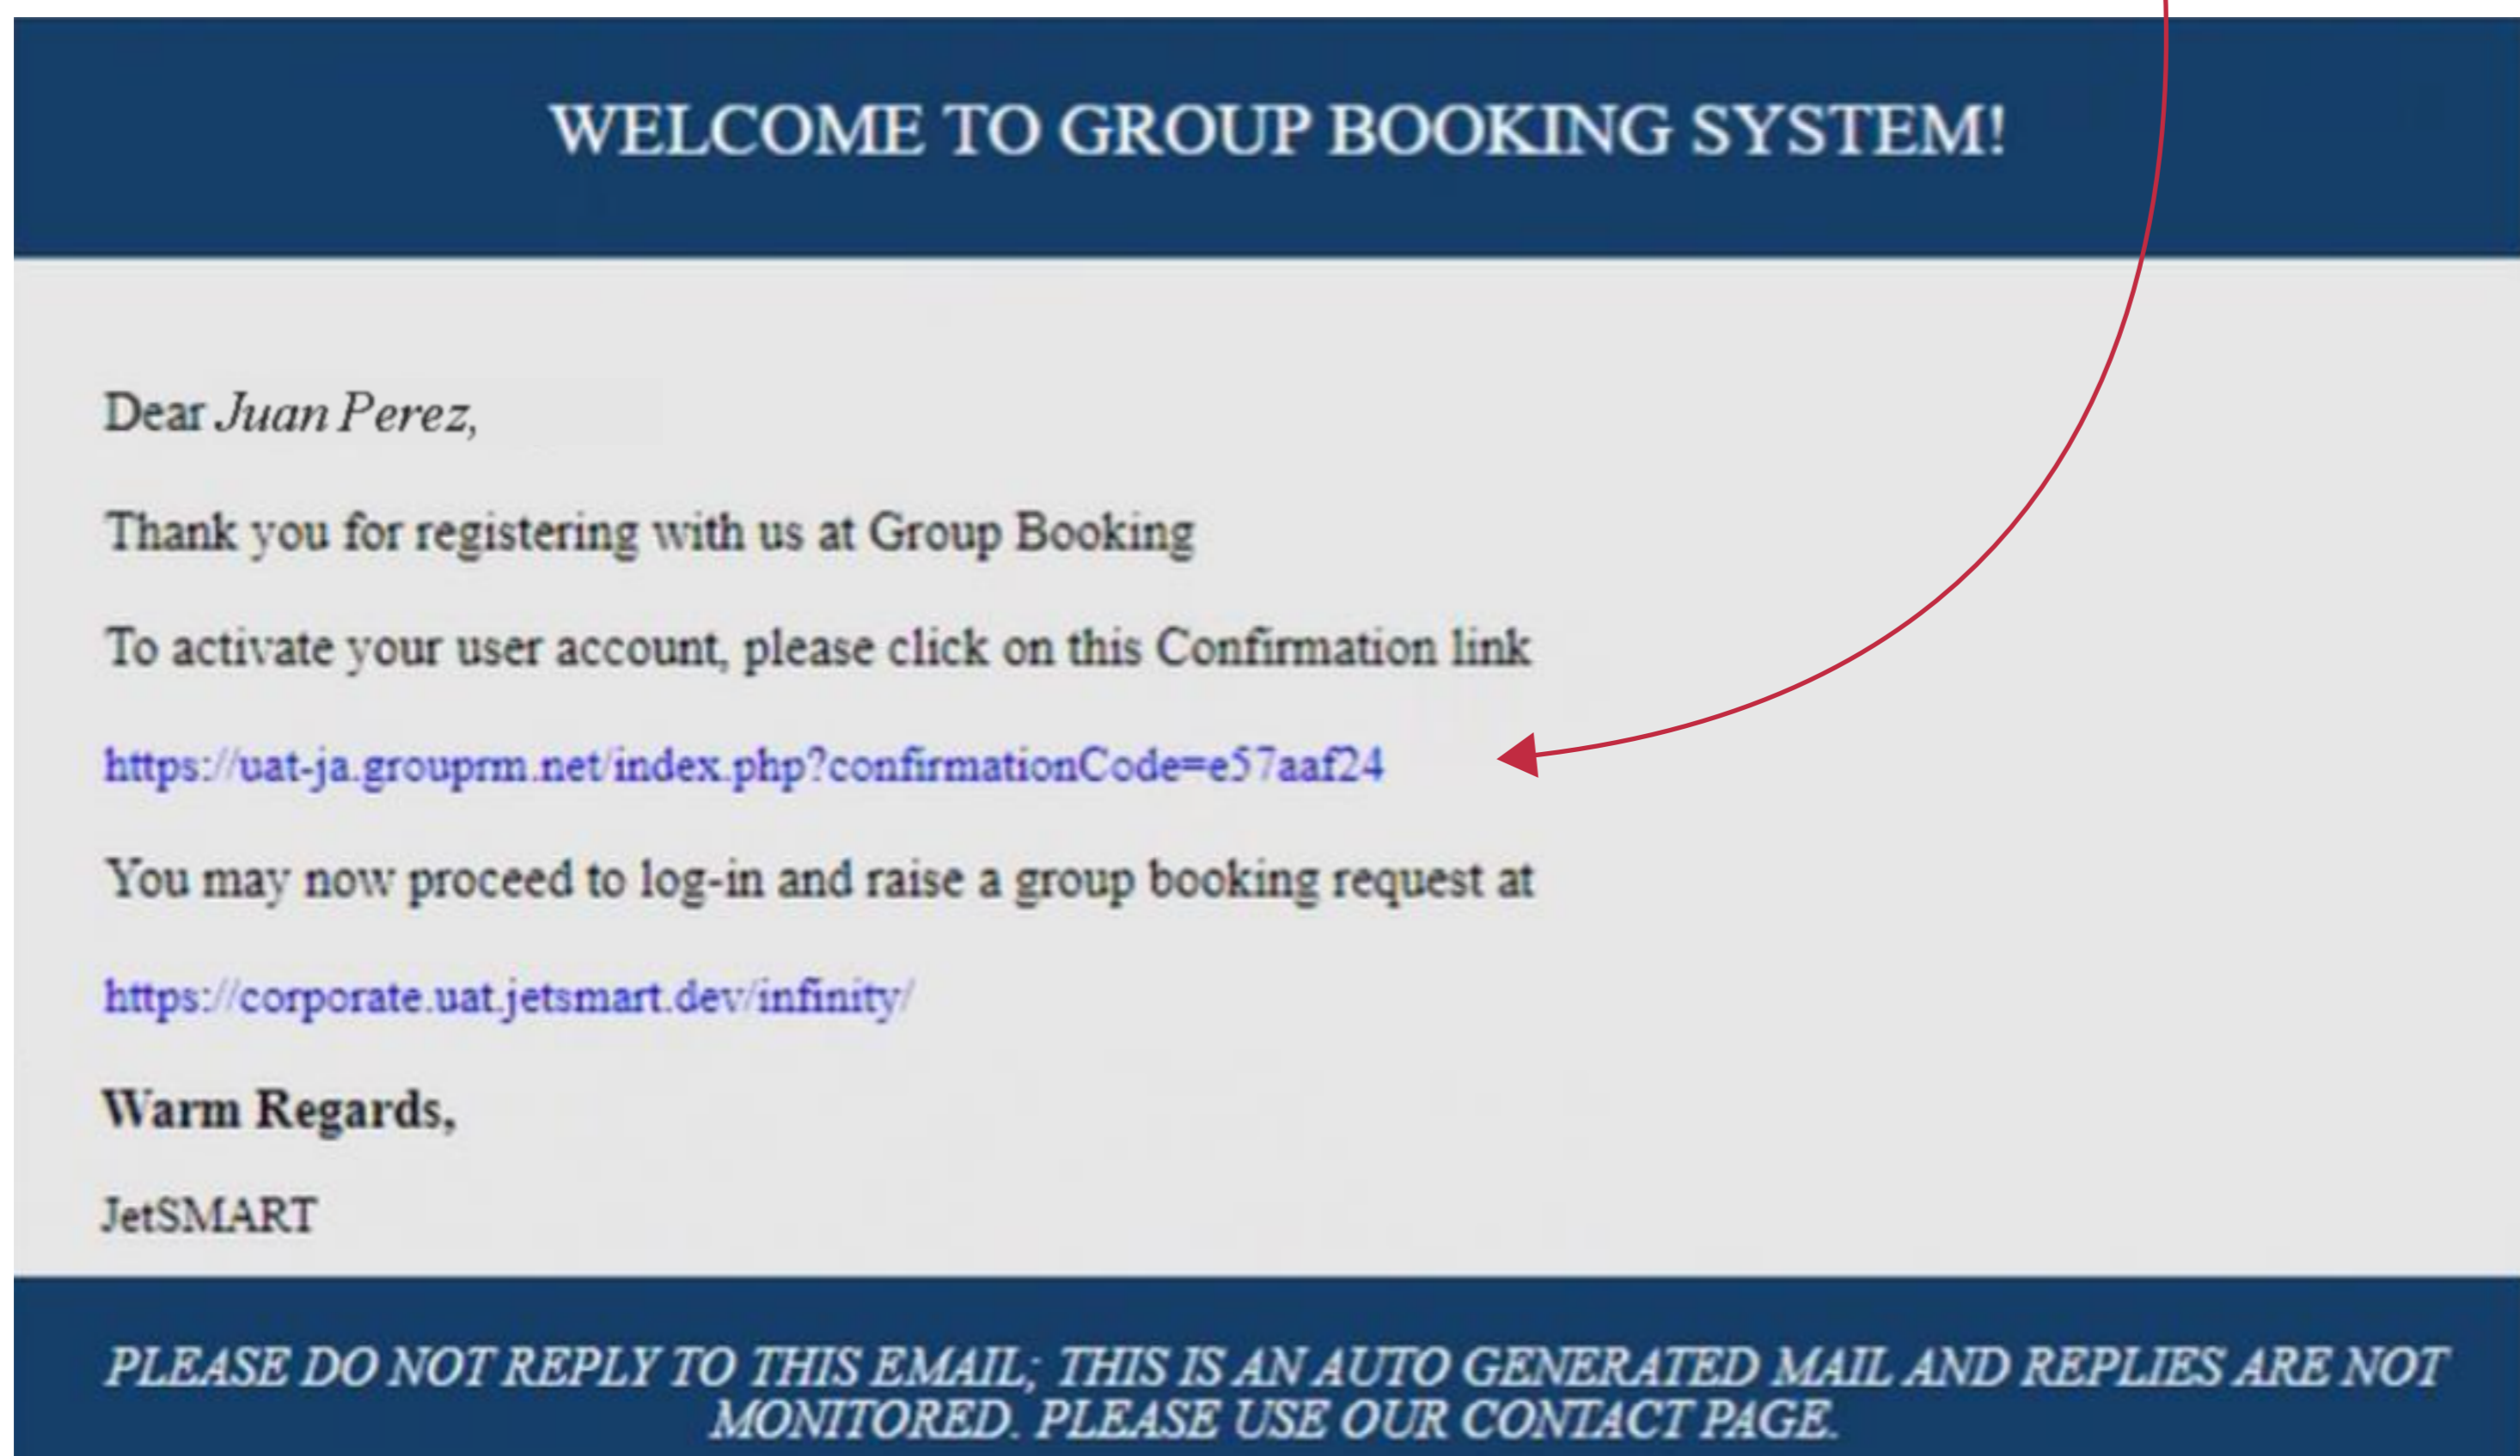 WELCOME TO GROUP BOOKING SYSTEM!
Dear Juan Perez,
Thank you for registering with us at Group Booking
To activate your user account, please click on this Confirmation link
https://uat-ja.grouprm.net/index.php?confirmationCode=e57aaf24
You may now proceed to log-in and raise a group booking request at
https://corporate.uat.jetsmart.dev/infinity/
Warm Regards,
JetSMART
PLEASE DO NOT REPLY TO THIS EMAIL; THIS IS AN AUTO GENERATED MAIL AND REPLIES ARE NOT
MONITORED. PLEASE USE OUR CONTACT PAGE.